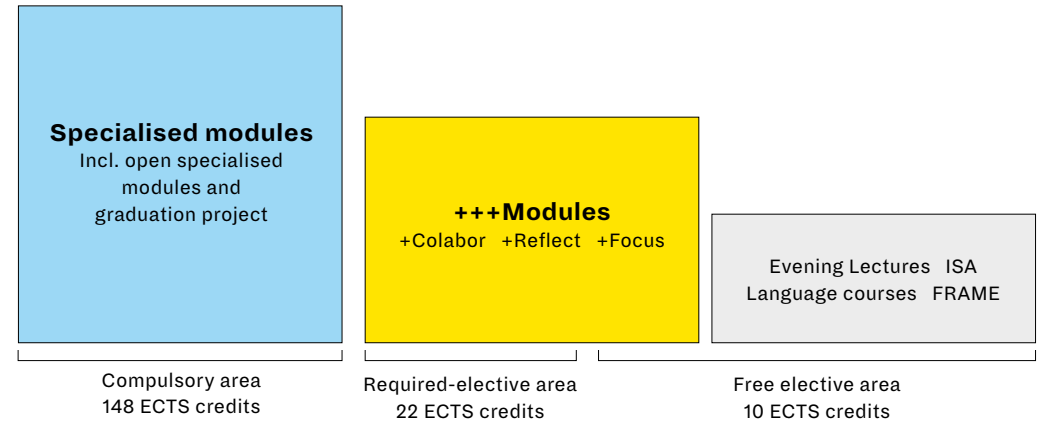 Specialised modules
Incl. open specialised
modules and
graduation project
+++Modules
+Colabor +Reflect +Focus
Evening Lectures ISA
Language courses FRAME
Compulsory area
148 ECTS credits
Required-elective area
22 ECTS credits
Free elective area
10 ECTS credits